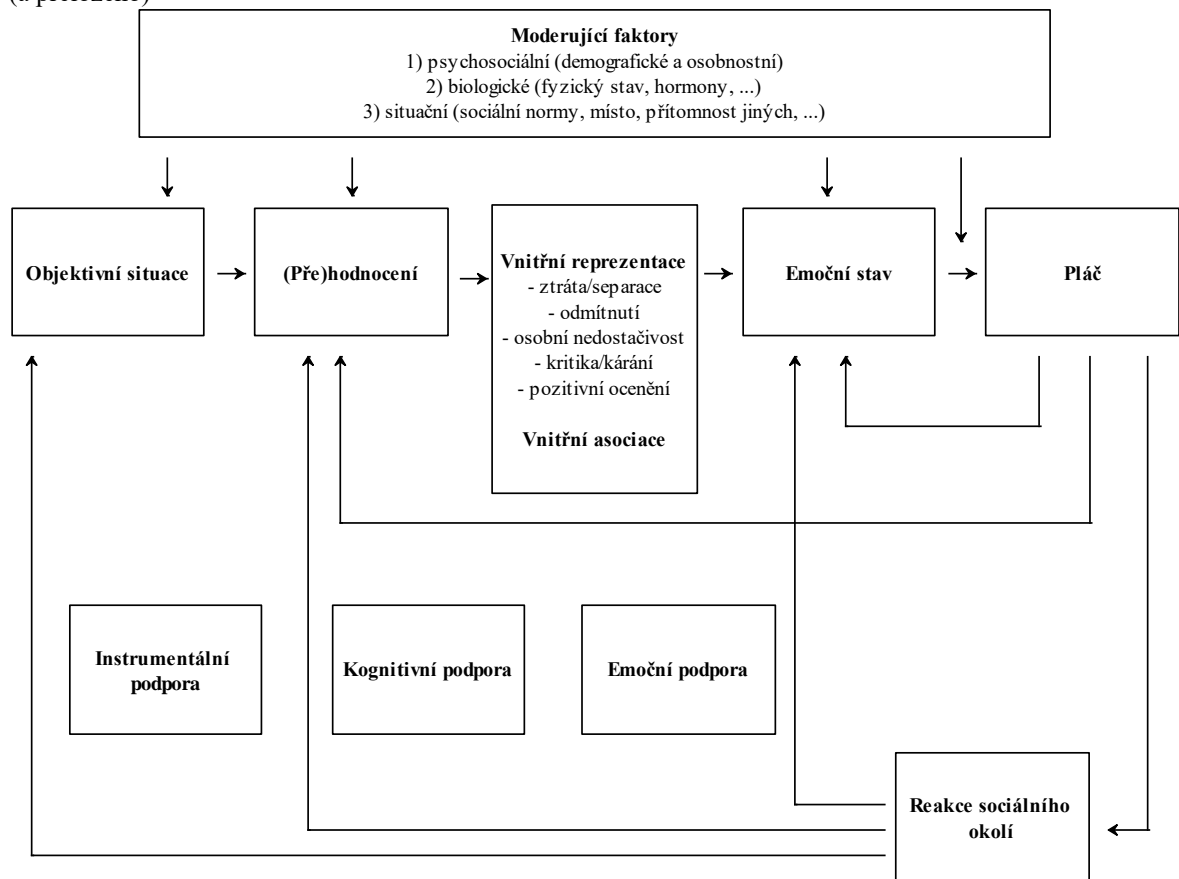 (a přeloženo)
Moderující faktory
1) psychosociální (demografické a osobnostní)
2) biologické (fyzický stav, hormony, ...)
3) situační (sociální normy, místo, přítomnost jiných, ...)
Objektivní situace
(Pře)hodnocení
Vnitřní reprezentace
- ztráta/separace
- odmítnutí
- osobní nedostačivost
- kritika/kárání
- pozitivní ocenění
Vnitřní asociace
Emoční stav
Pláč
Instrumentální
podpora
Kognitivní podpora
Emoční podpora
Reakce sociálního
okolí